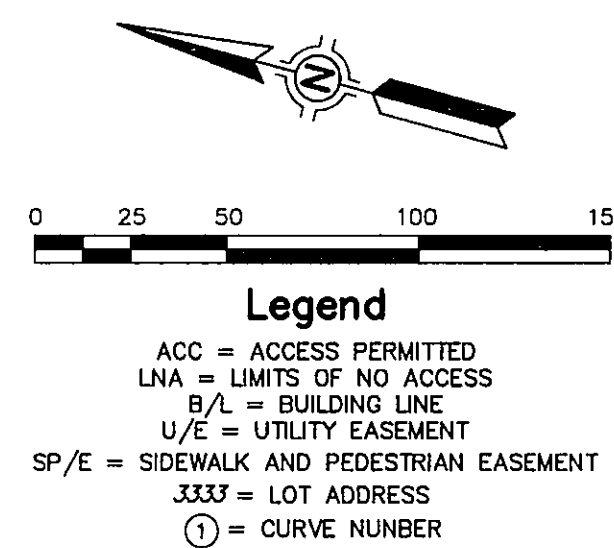 N
0 25 50 100 15
Legend
ACC = ACCESS PERMITTED
LNA = LIMITS OF NO ACCESS
B/L = BUILDING LINE
U/E = UTILITY EASEMENT
SP/E = SIDEWALK AND PEDESTRIAN EASEMENT
3333 = LOT ADDRESS
1 = CURVE NUNBER